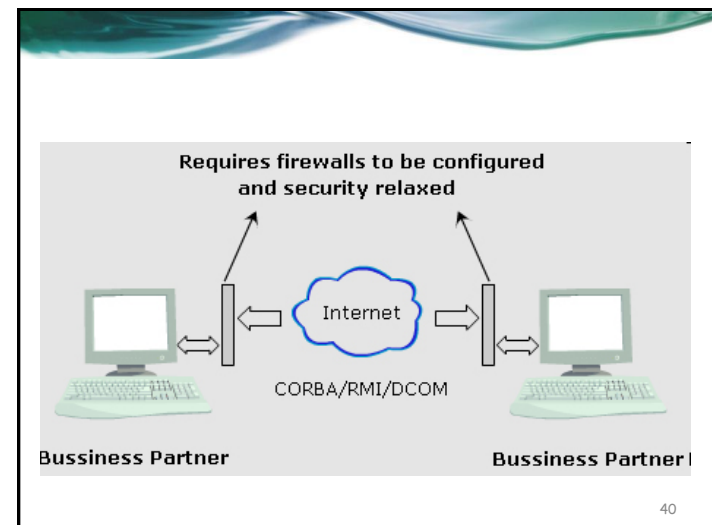 Requires firewalls to be configured
and security relaxed
Internet
CORBA/RMI/DCOM
Bussiness Partner
Bussiness Partner
40